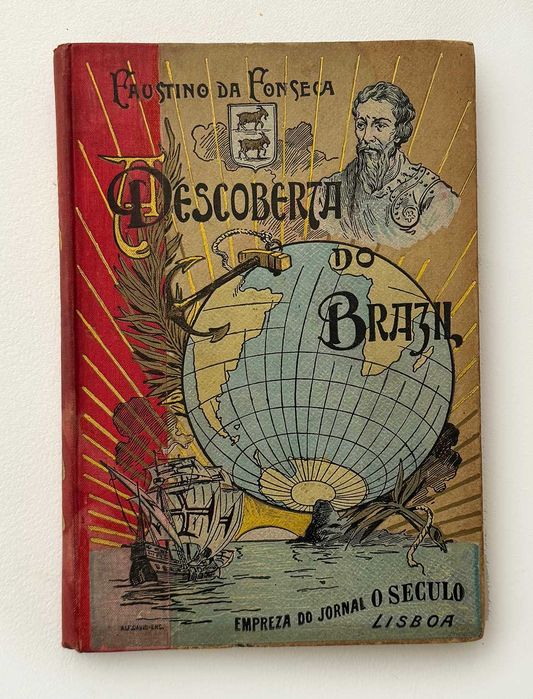 FAUSTINO DA FONSECA
A DESCOBERTA
DO
BRAZIL
EMPREZA DO JORNAL O SECULO
LISBOA